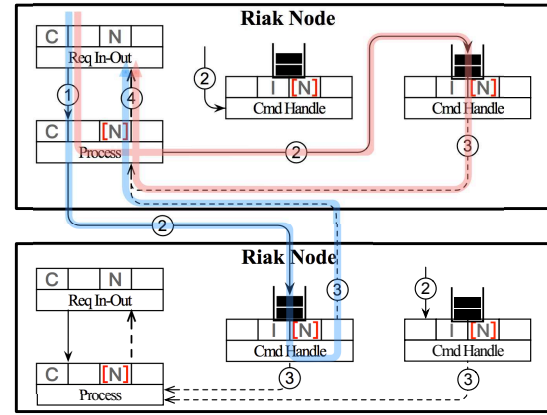 Riak Node
C N
Req In-Out
1 4
2
I [N]
Cmd Handle
I [N]
Cmd Handle
C [N]
Process
2
3
2
Riak Node
3
C N
Req In-Out
2
I [N]
Cmd Handle
I [N]
Cmd Handle
C [N]
Process
3
3